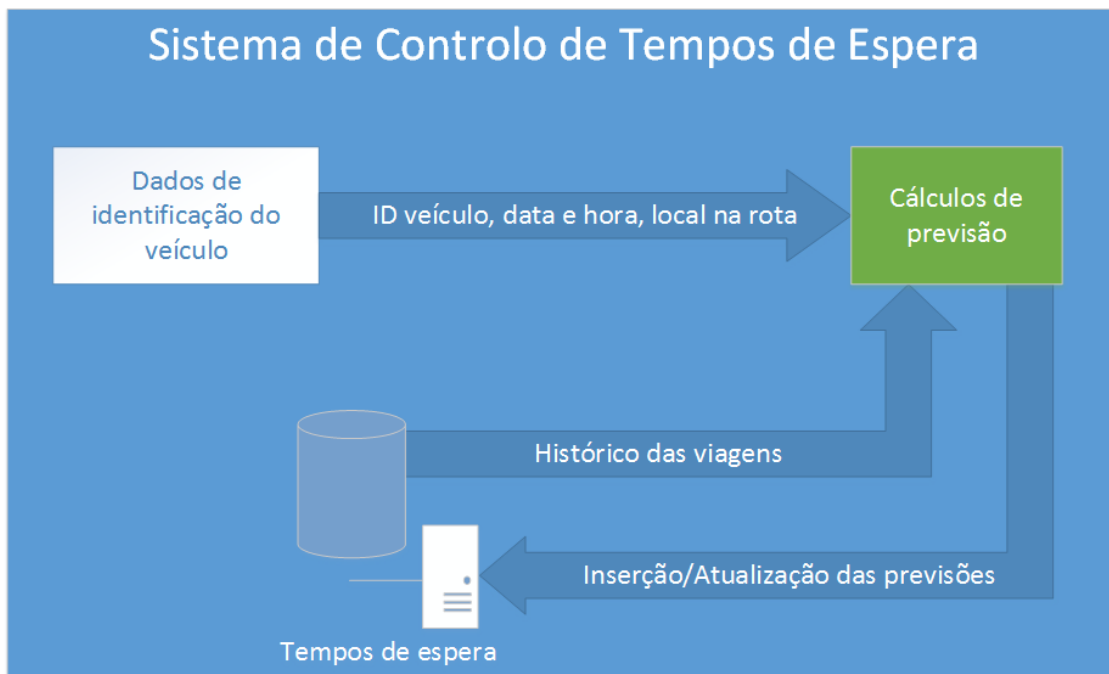 Sistema de Controlo de Tempos de Espera
Dados de
identificação do
veículo
ID veículo, data e hora, local na rota
Cálculos de
previsão
Histórico das viagens
Inserção/Atualização das previsões
Tempos de espera